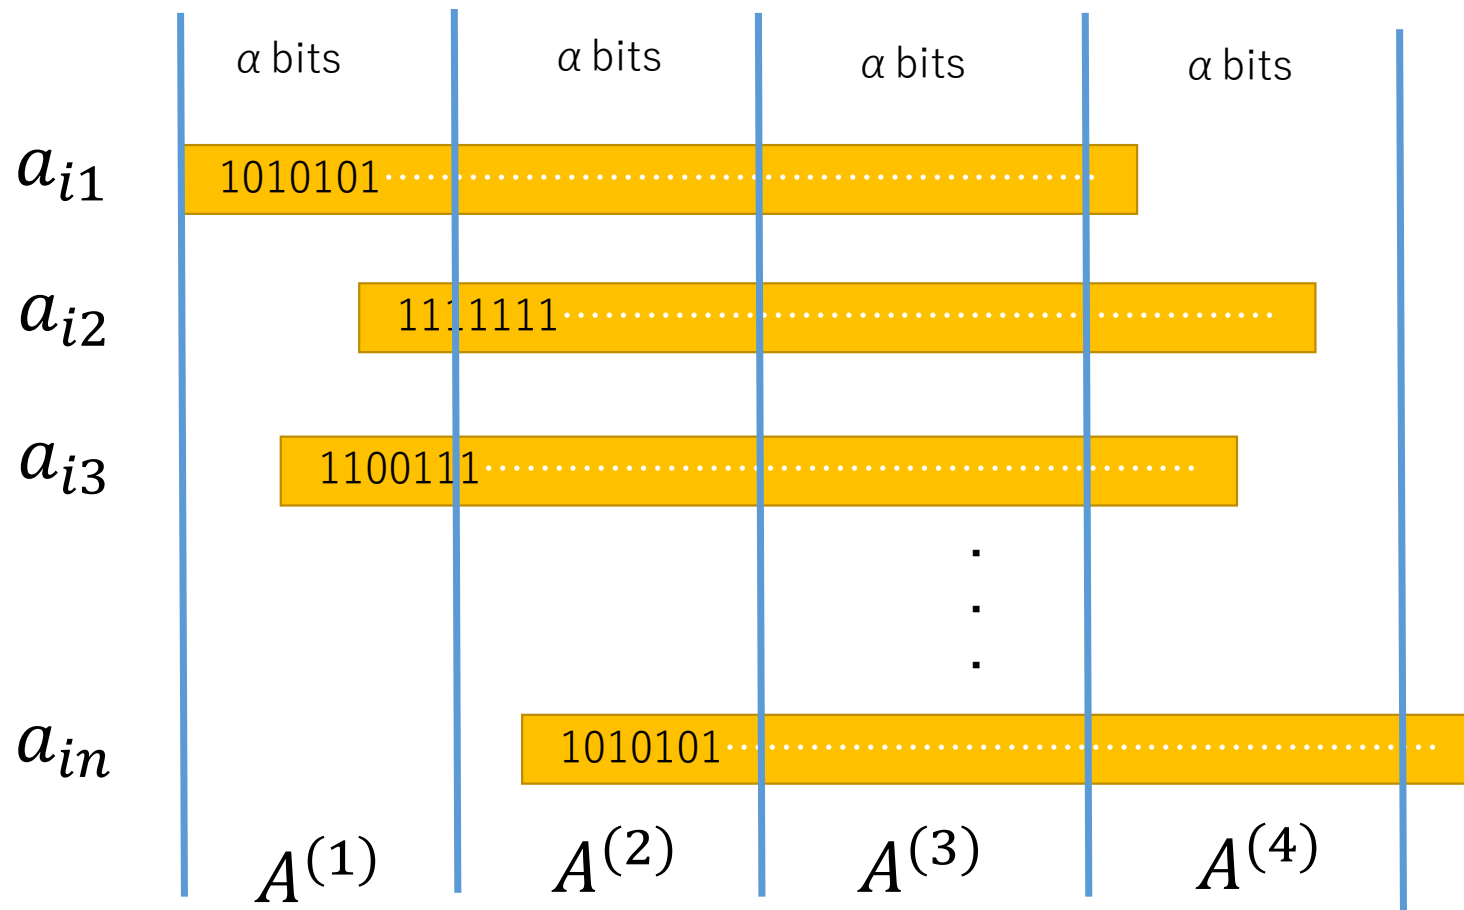 α bits α bits α bits α bits
a_{i1} 1010101
a_{i2} 1111111
a_{i3} 1100111
.
.
.
a_{in} 1010101
A^{(1)} A^{(2)} A^{(3)} A^{(4)}